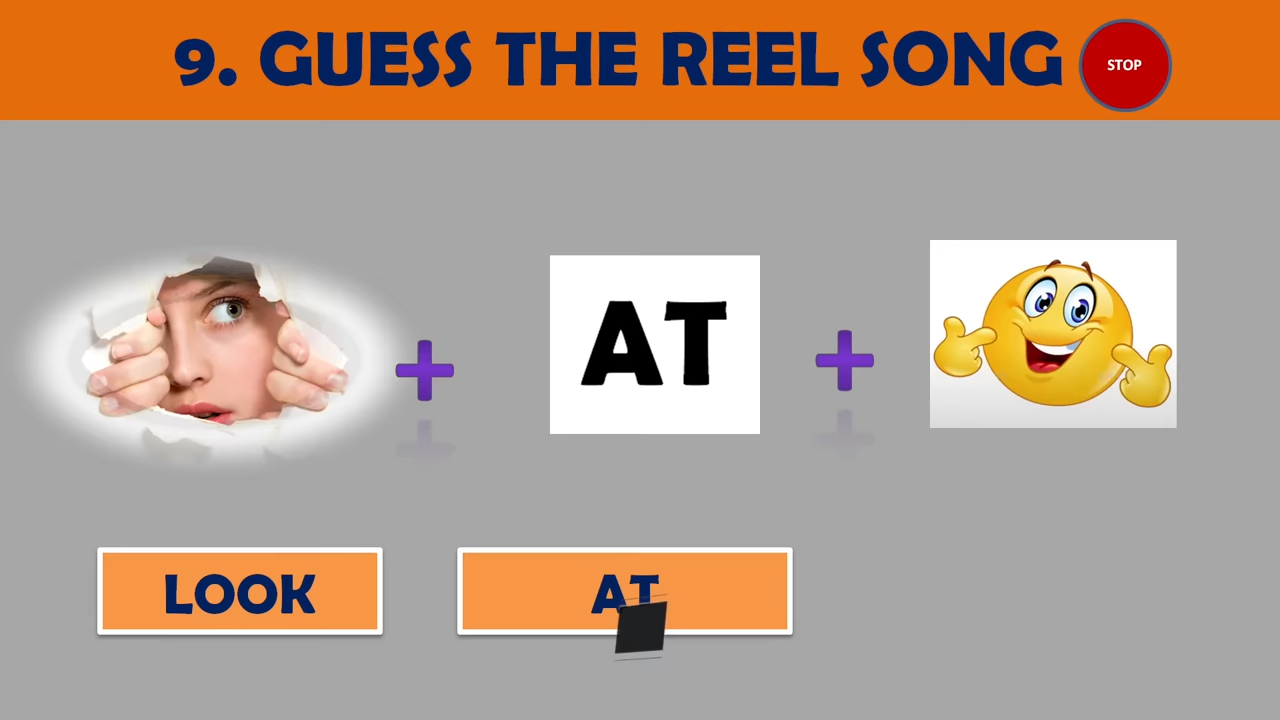 9. GUESS THE REEL SONG
STOP
AT
LOOK
AT